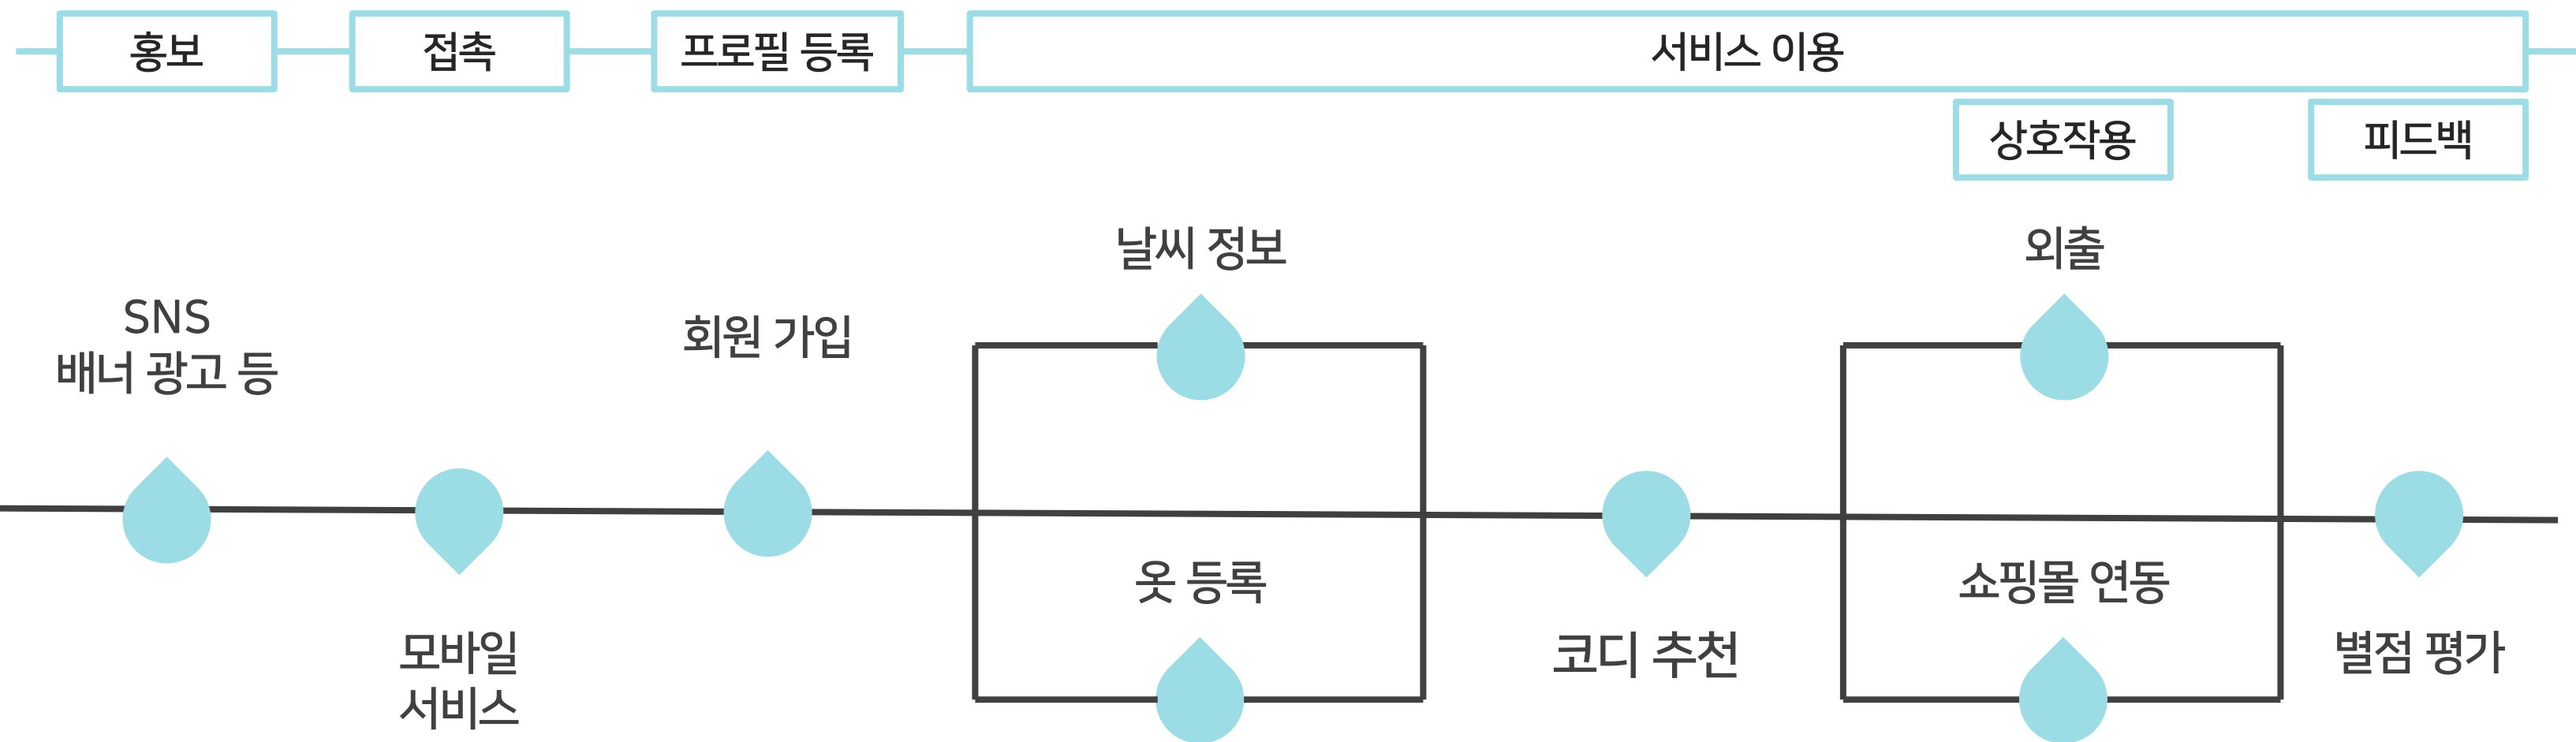 홍보
접촉
프로필 등록
서비스 이용
상호작용
피드백
SNS
배너 광고 등
모바일
서비스
회원 가입
날씨 정보
옷 등록
코디 추천
외출
쇼핑몰 연동
별점 평가